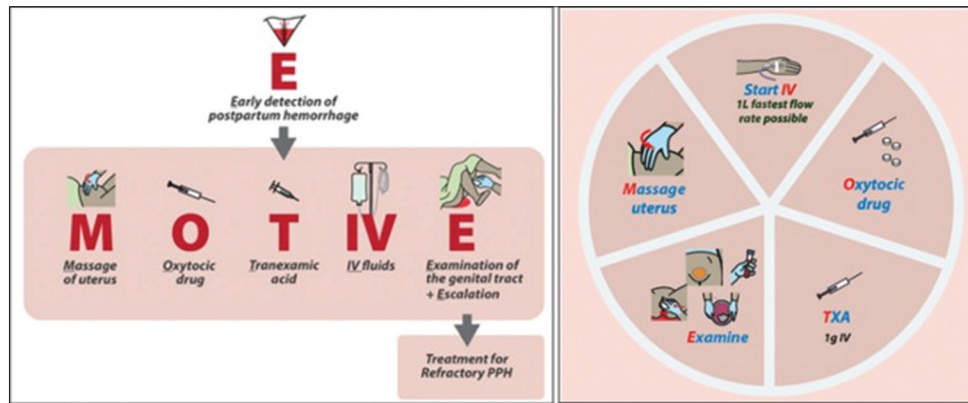 E
Early detection of
postpartum hemorrhage
M O T IV E
Massage
of uterus
Oxytocic
drug
Tranexamic
acid
IV fluids
Examination of
the genital tract
+ Escalation
Treatment for
Refractory PPH
Start IV
1L fastest flow
rate possible
Massage
uterus
Oxytocic
drug
Examine
TXA
1g IV